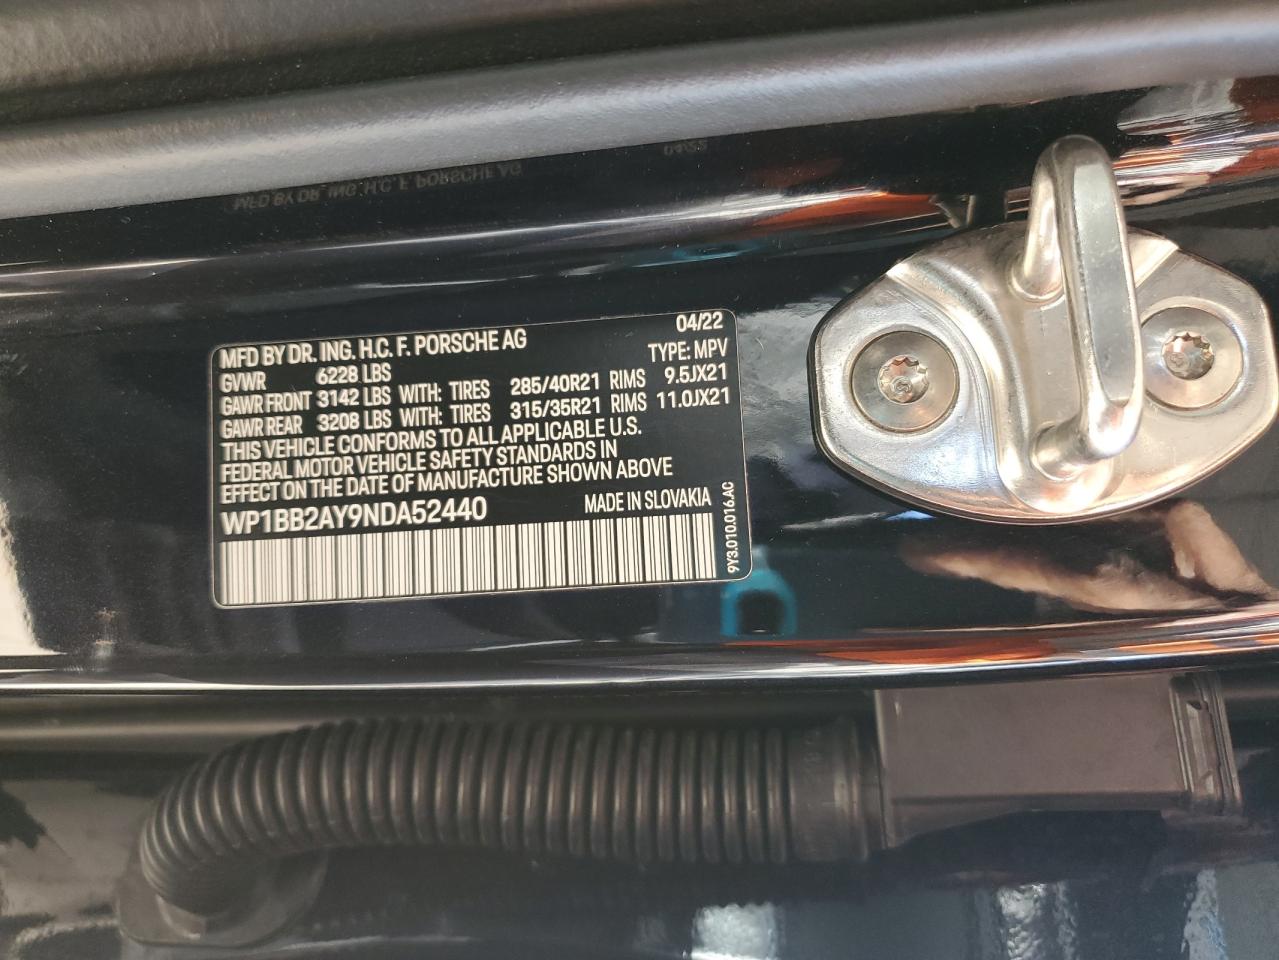 MFD BY DR. ING. H.C. F. PORSCHE AG 04/22
GVWR 6228 LBS TYPE: MPV
GAWR FRONT 3142 LBS WITH: TIRES 285/40R21 RIMS 9.5JX21
GAWR REAR 3208 LBS WITH: TIRES 315/35R21 RIMS 11.0JX21
THIS VEHICLE CONFORMS TO ALL APPLICABLE U.S.
FEDERAL MOTOR VEHICLE SAFETY STANDARDS IN
EFFECT ON THE DATE OF MANUFACTURE SHOWN ABOVE
WP1BB2AY9NDA52440 MADE IN SLOVAKIA
9Y3.010.016.AC